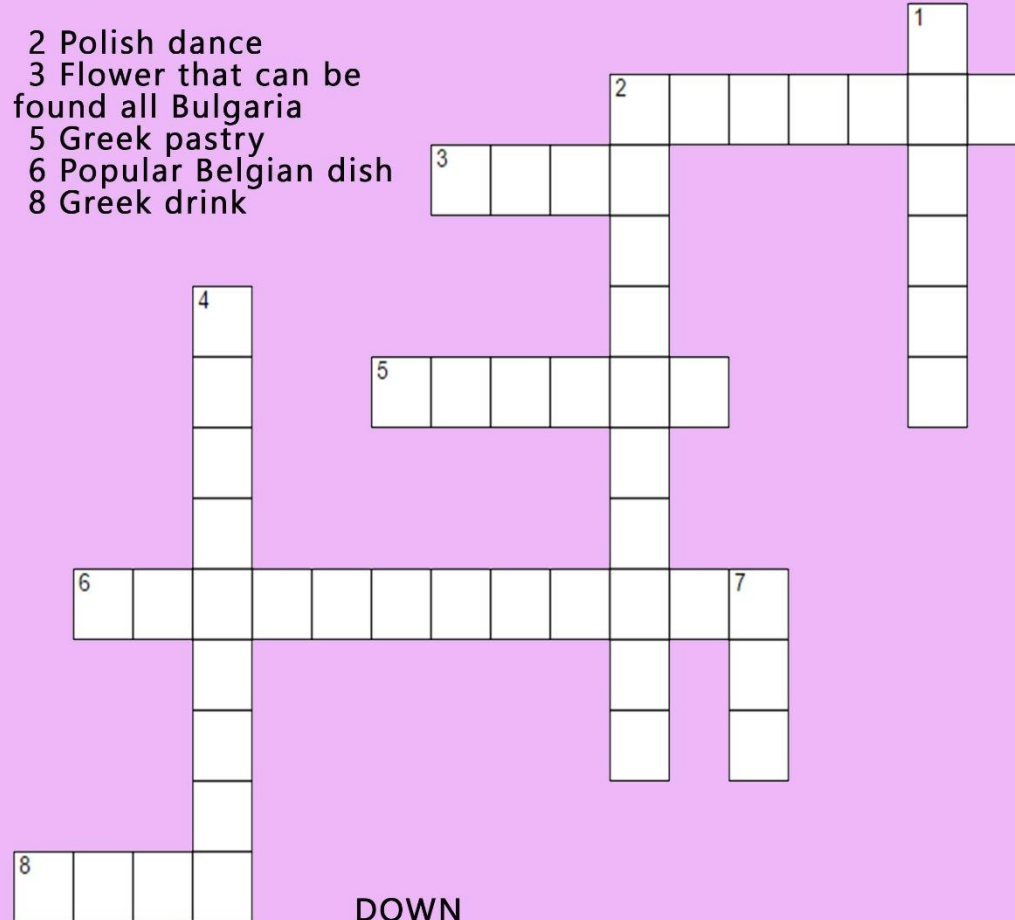 2 Polish dance
3 Flower that can be
found all Bulgaria
5 Greek pastry
6 Popular Belgian dish
8 Greek drink
1
2
3
4
5
6
7
8
DOWN